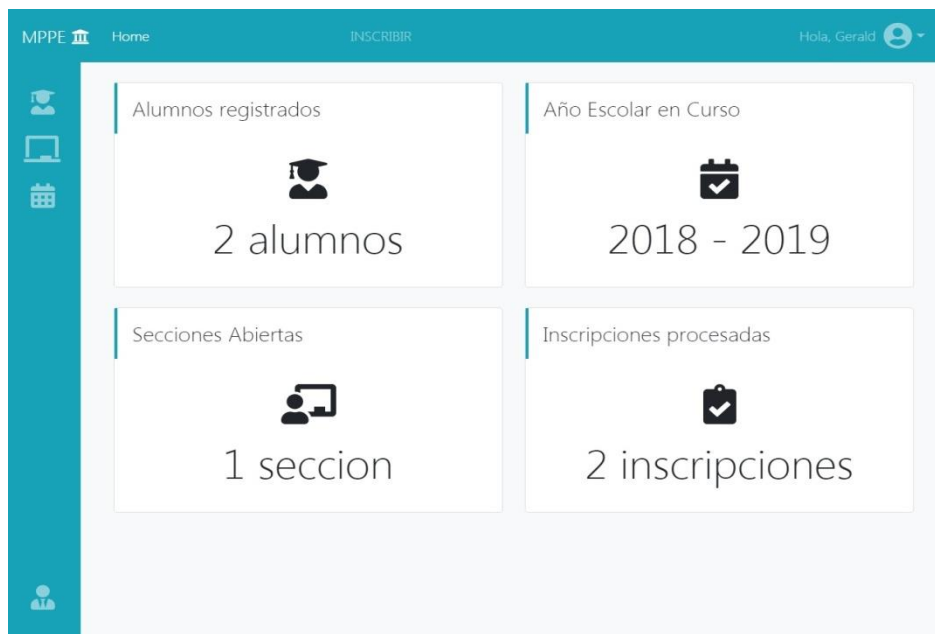 MPPE Home INSCRIBIR Hola, Gerald
Alumnos registrados
2 alumnos
Año Escolar en Curso
2018 - 2019
Secciones Abiertas
1 seccion
Inscripciones procesadas
2 inscripciones